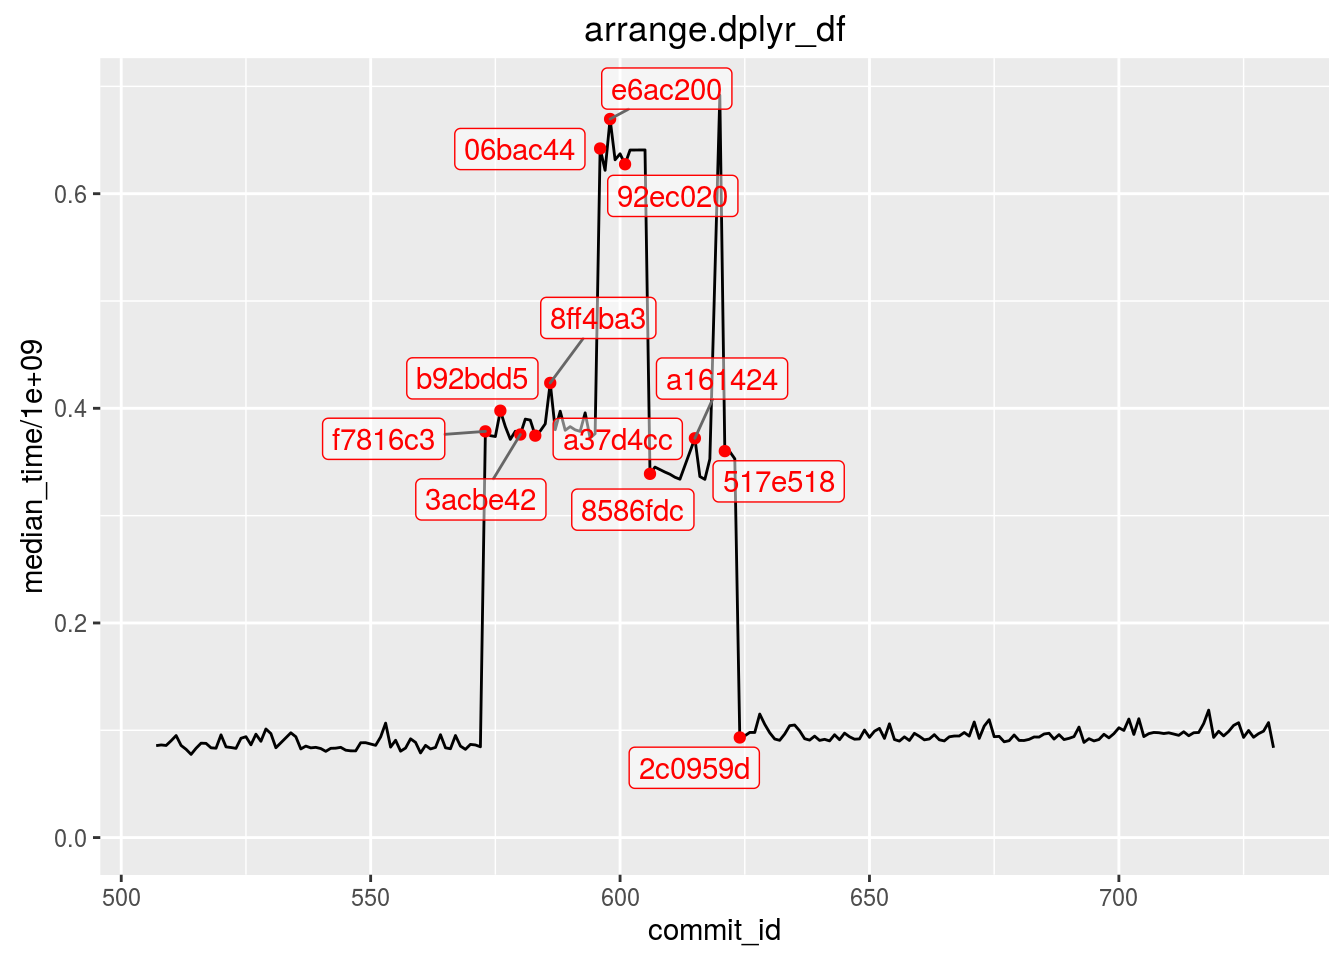 arrange.dplyr_df
e6ac200
06bac44
92ec020
8ff4ba3
b92bdd5
a161424
f7816c3
a37d4cc
3acbe42
517e518
8586fdc
2c0959d
median_time/1e+09
0.6
0.4
0.2
0.0
500 550 600 650 700
commit_id